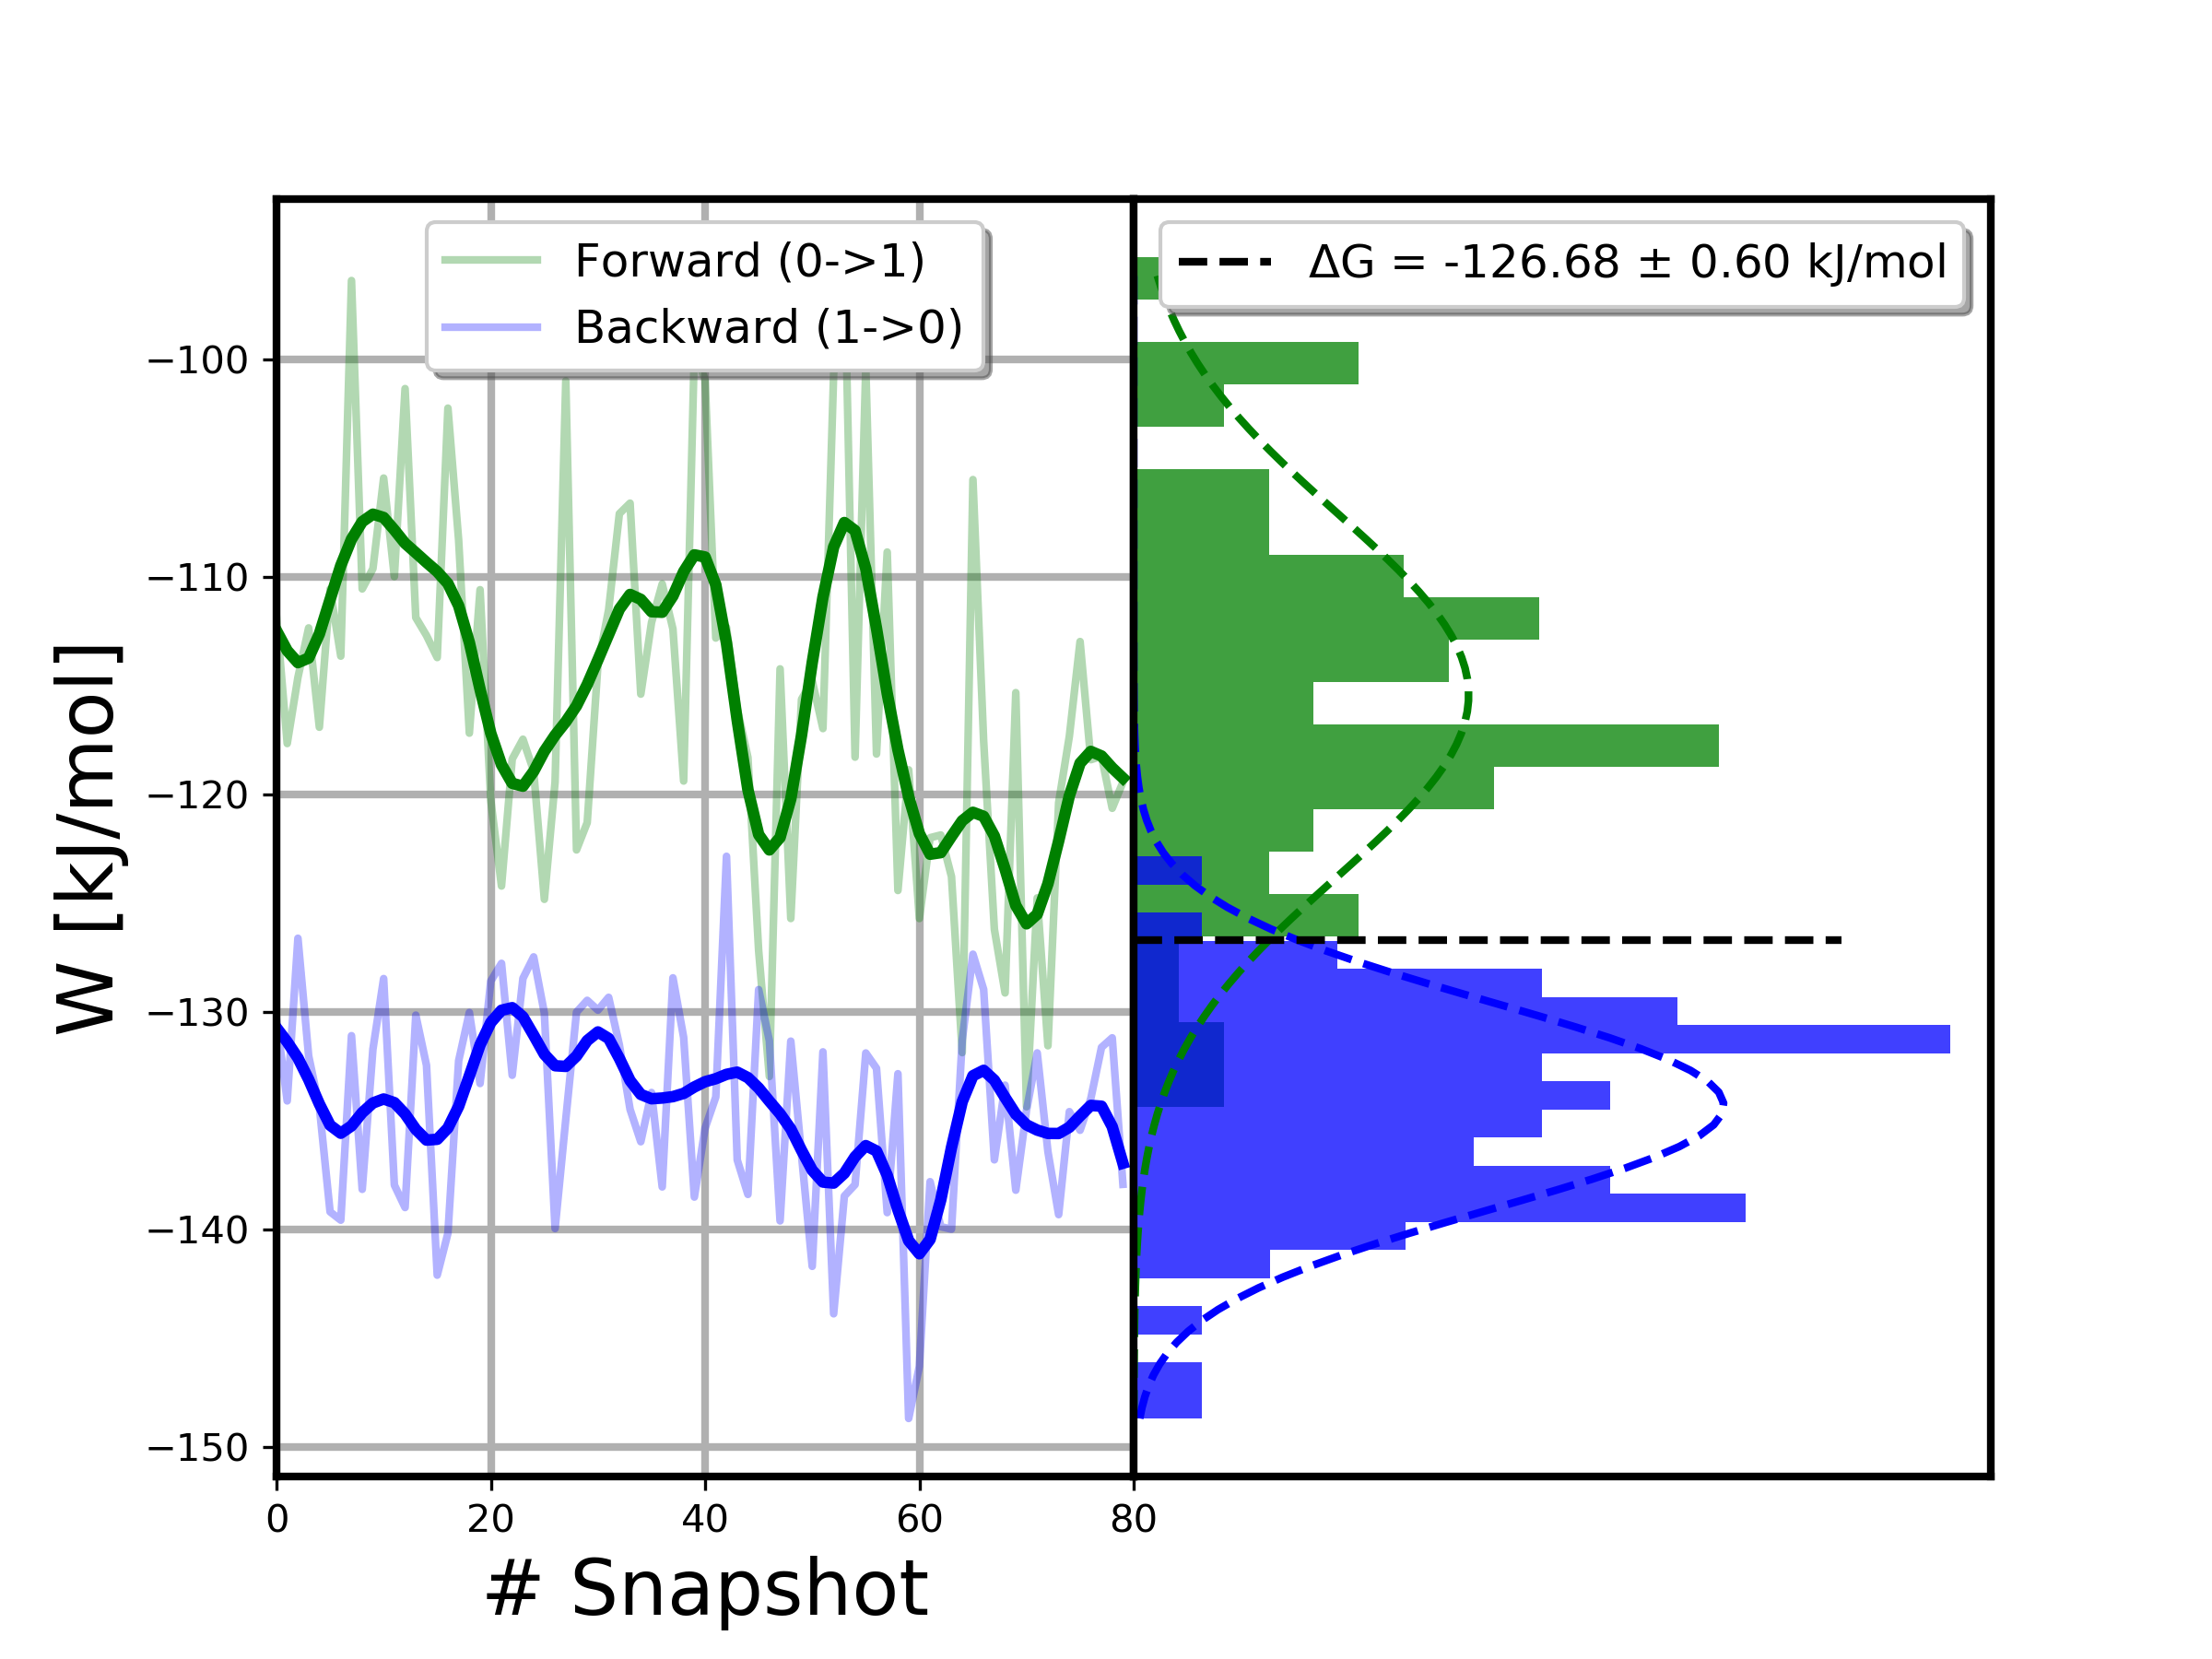 Forward (0->1)
Backward (1->0)
ΔG = -126.68 ± 0.60 kJ/mol
W [kJ/mol]
−100
−110
−120
−130
−140
−150
0 20 40 60 80
# Snapshot